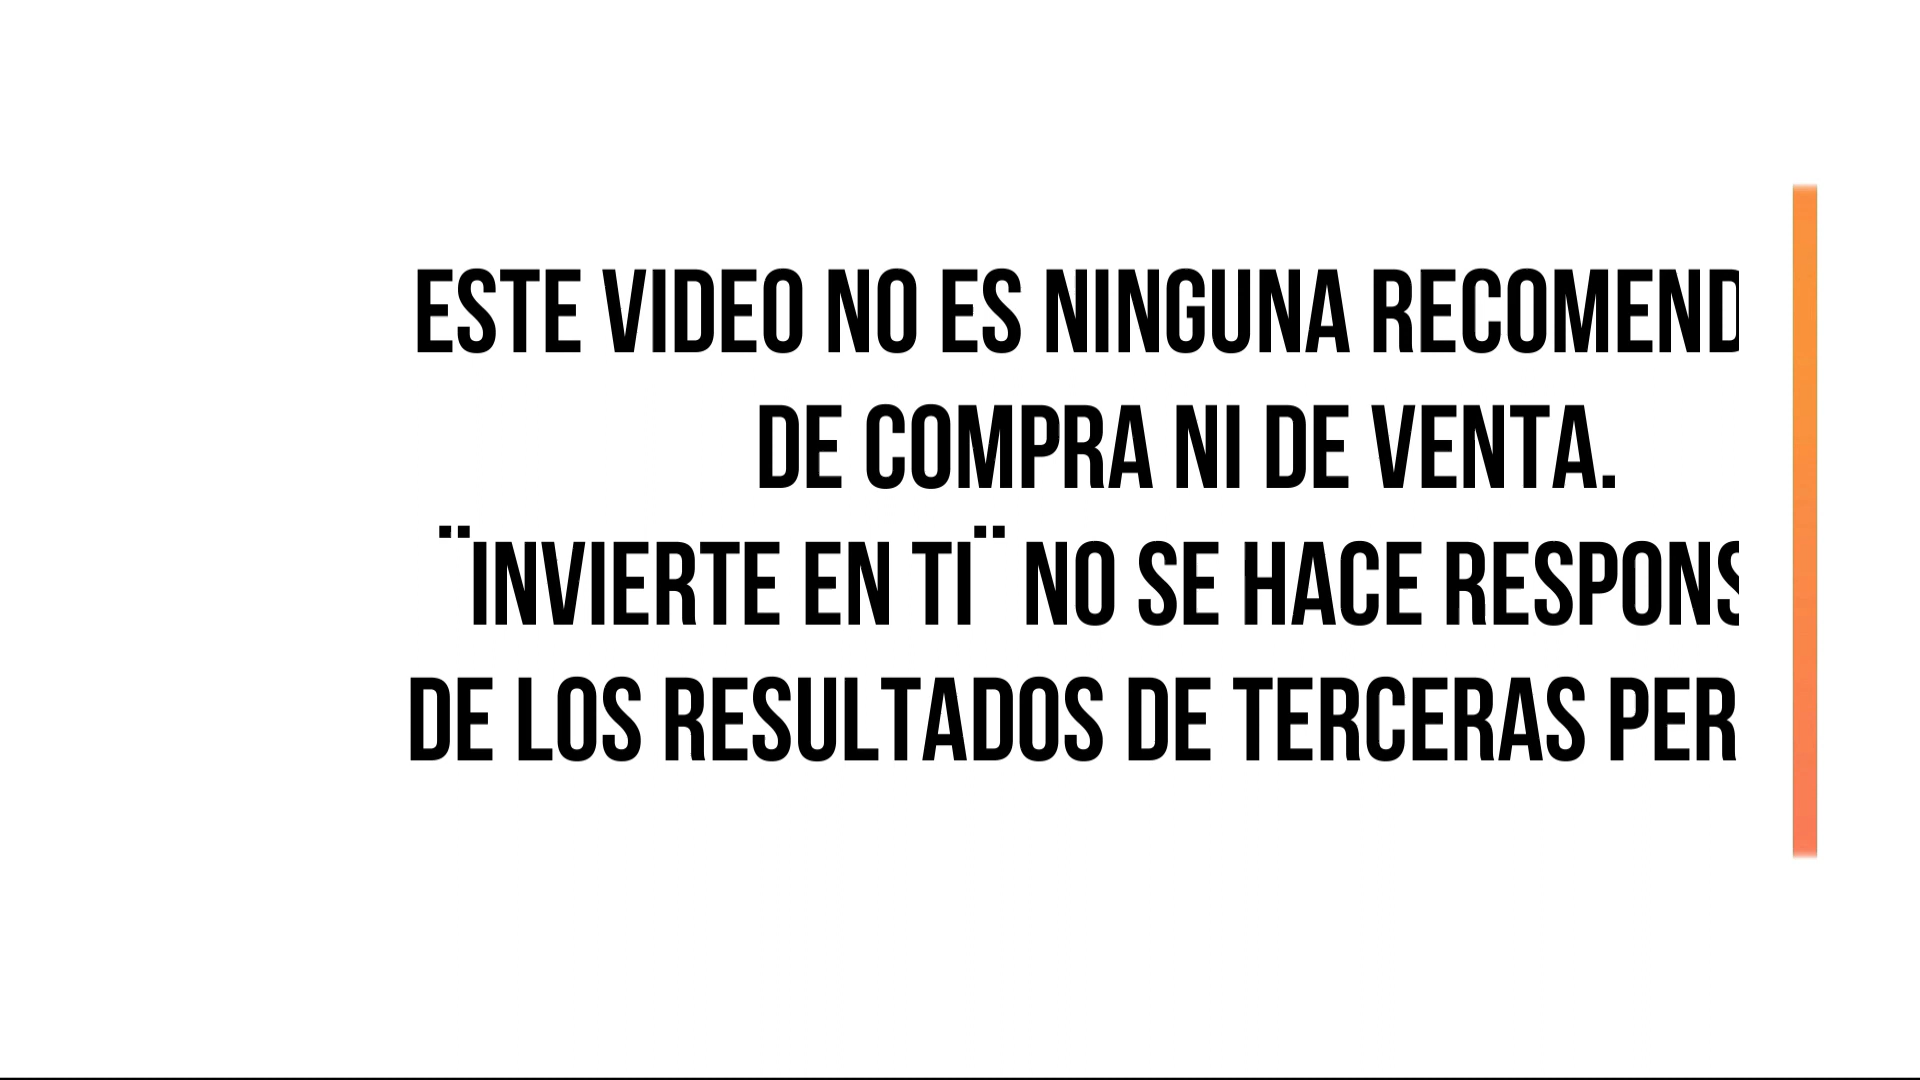 ESTE VIDEO NO ES NINGUNA RECOMEND
DE COMPRA NI DE VENTA.
¨INVIERTE EN TI¨ NO SE HACE RESPONS
DE LOS RESULTADOS DE TERCERAS PER